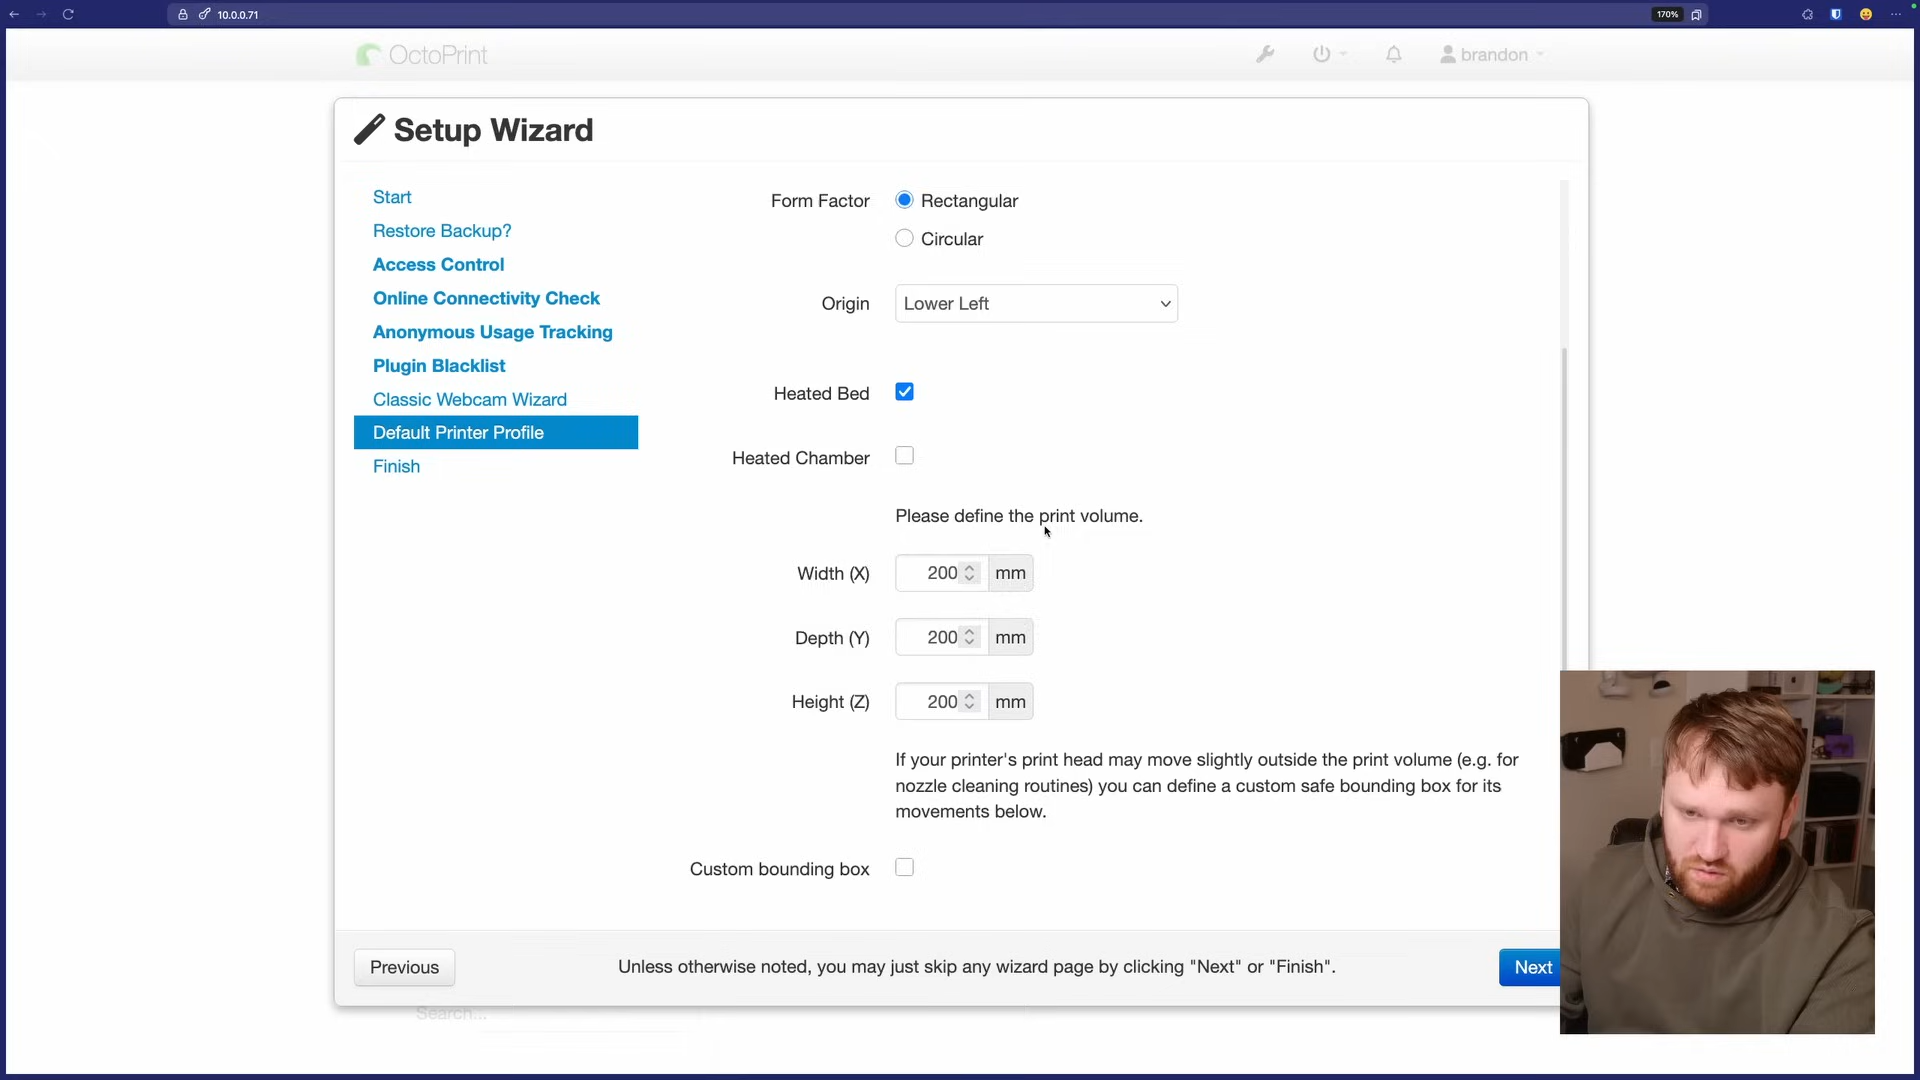 10.0.0.71
170%
OctoPrint
brandon
Setup Wizard
Start
Restore Backup?
Access Control
Online Connectivity Check
Anonymous Usage Tracking
Plugin Blacklist
Classic Webcam Wizard
Default Printer Profile
Finish
Form Factor
Rectangular
Circular
Origin
Lower Left
Heated Bed
Heated Chamber
Please define the print volume.
Width (X)
200
mm
Depth (Y)
200
mm
Height (Z)
200
mm
If your printer's print head may move slightly outside the print volume (e.g. for
nozzle cleaning routines) you can define a custom safe bounding box for its
movements below.
Custom bounding box
Previous
Unless otherwise noted, you may just skip any wizard page by clicking "Next" or "Finish".
Next
Search...